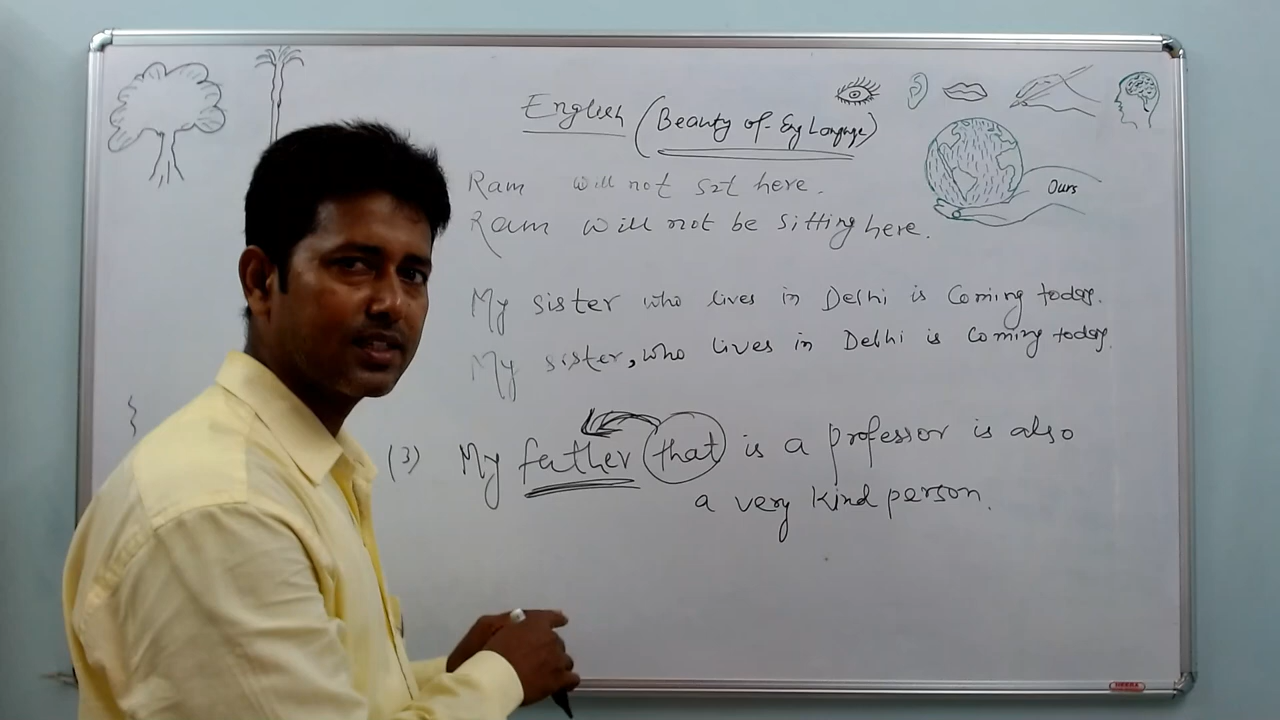 English (Beauty of Eng Language)
Ours
Ram will not sit here.
Ram will not be sitting here.
My sister who lives in Delhi is Coming today.
My sister, who lives in Delhi is Coming today.
(3) My father that is a professor is also
a very kind person.